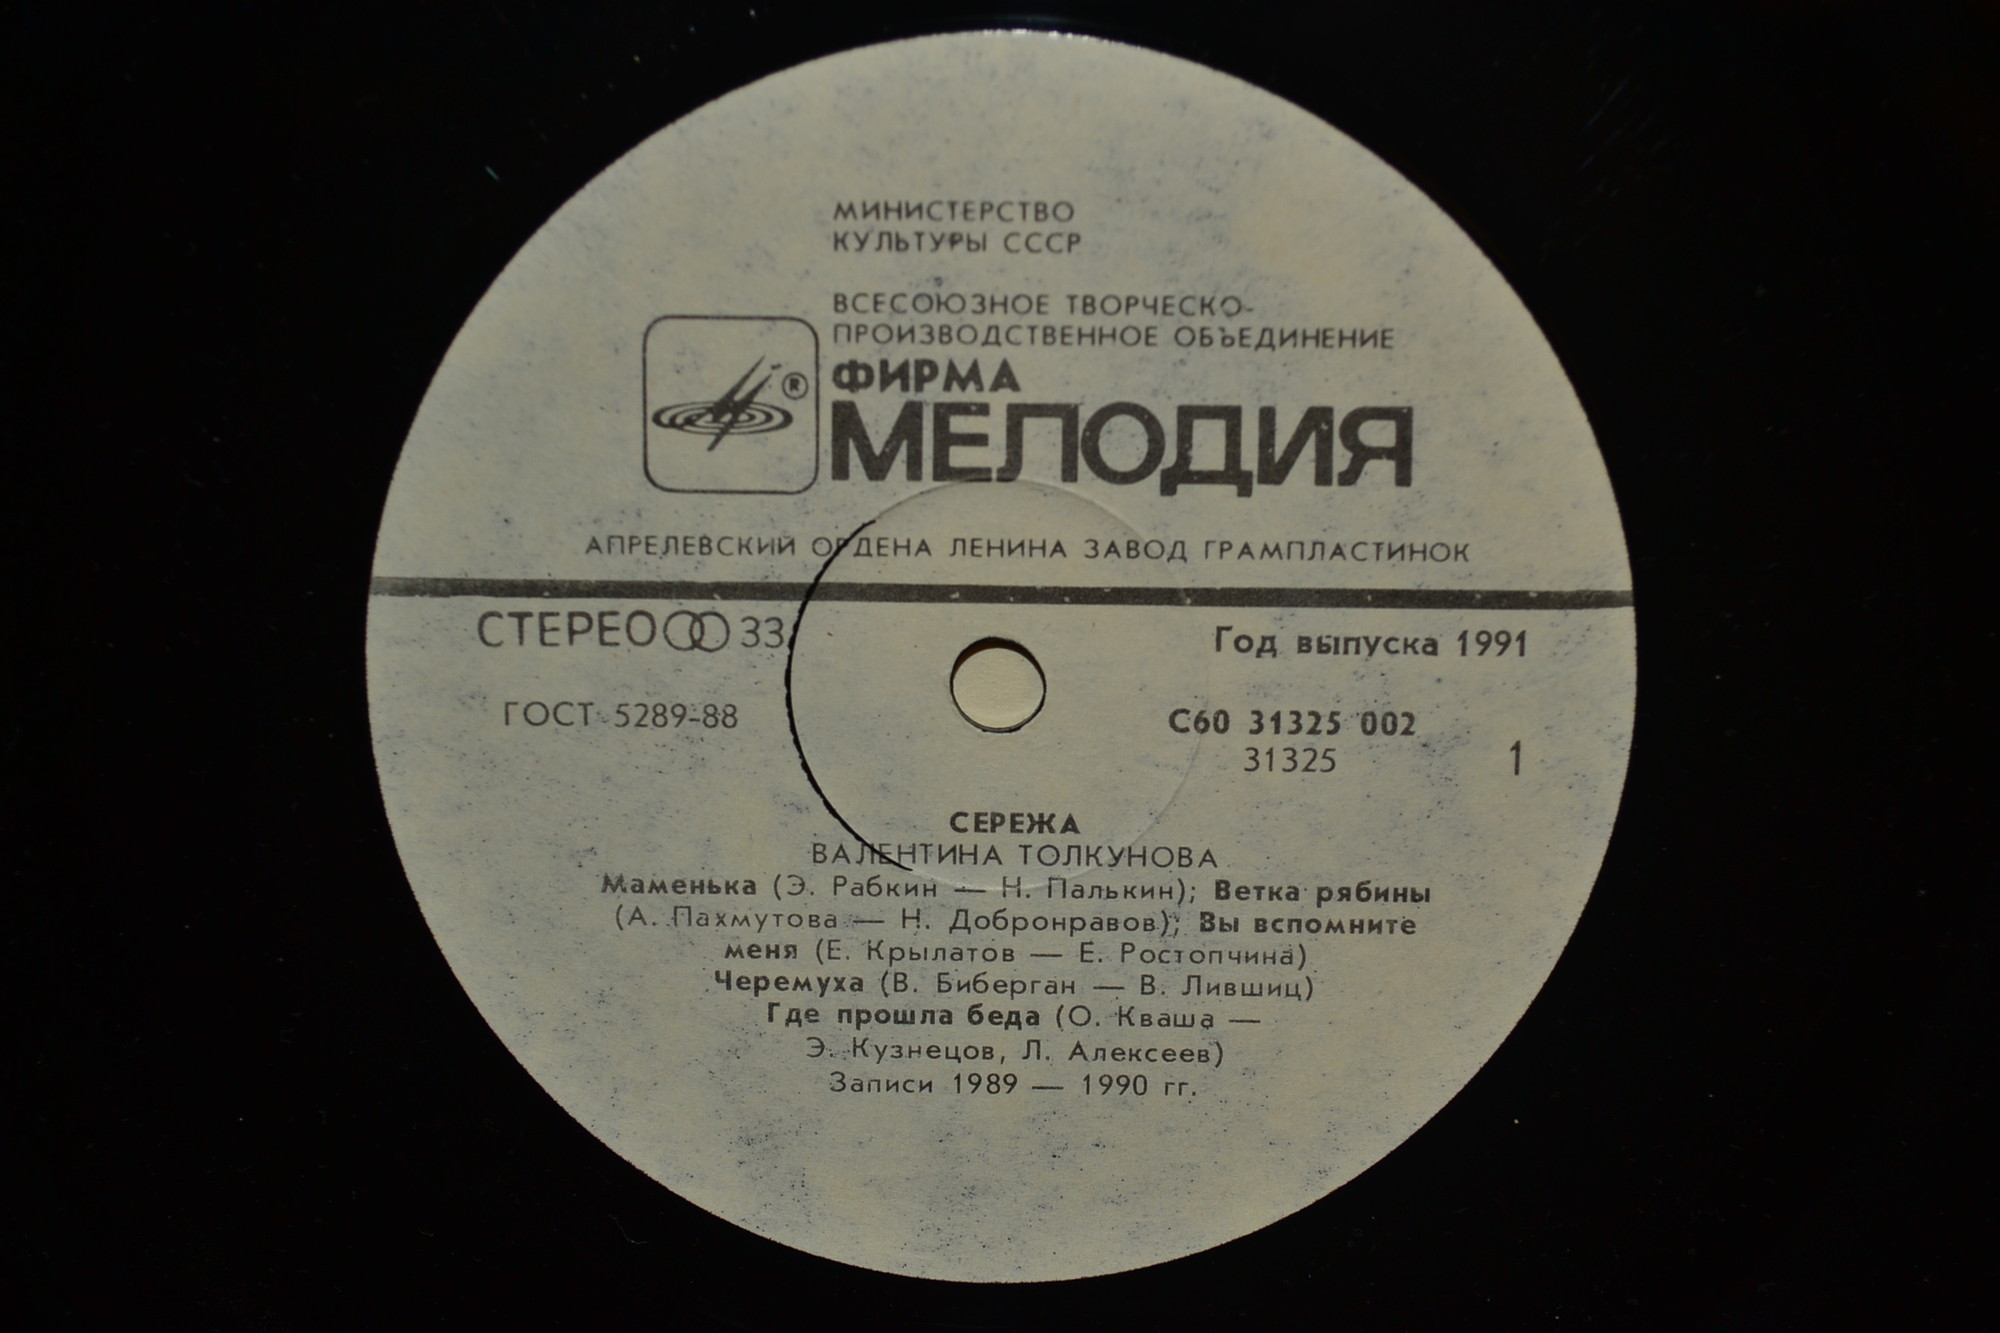 МИНИСТЕРСТВО
КУЛЬТУРЫ СССР
ВСЕСОЮЗНОЕ ТВОРЧЕСКО-
ПРОИЗВОДСТВЕННОЕ ОБЪЕДИНЕНИЕ
®
ФИРМА
МЕЛОДИЯ
АПРЕЛЕВСКИЙ ОРДЕНА ЛЕНИНА ЗАВОД ГРАМПЛАСТИНОК
СТЕРЕО 33
Год выпуска 1991
ГОСТ 5289-88
С60 31325 002
31325
1
СЕРЕЖА
ВАЛЕНТИНА ТОЛКУНОВА
Маменька (Э. Рабкин — Н. Палькин); Ветка рябины
(А. Пахмутова — Н. Добронравов); Вы вспомните
меня (Е. Крылатов — Е. Ростопчина)
Черемуха (В. Биберган — В. Лившиц)
Где прошла беда (О. Кваша —
Э. Кузнецов, Л. Алексеев)
Записи 1989 — 1990 гг.